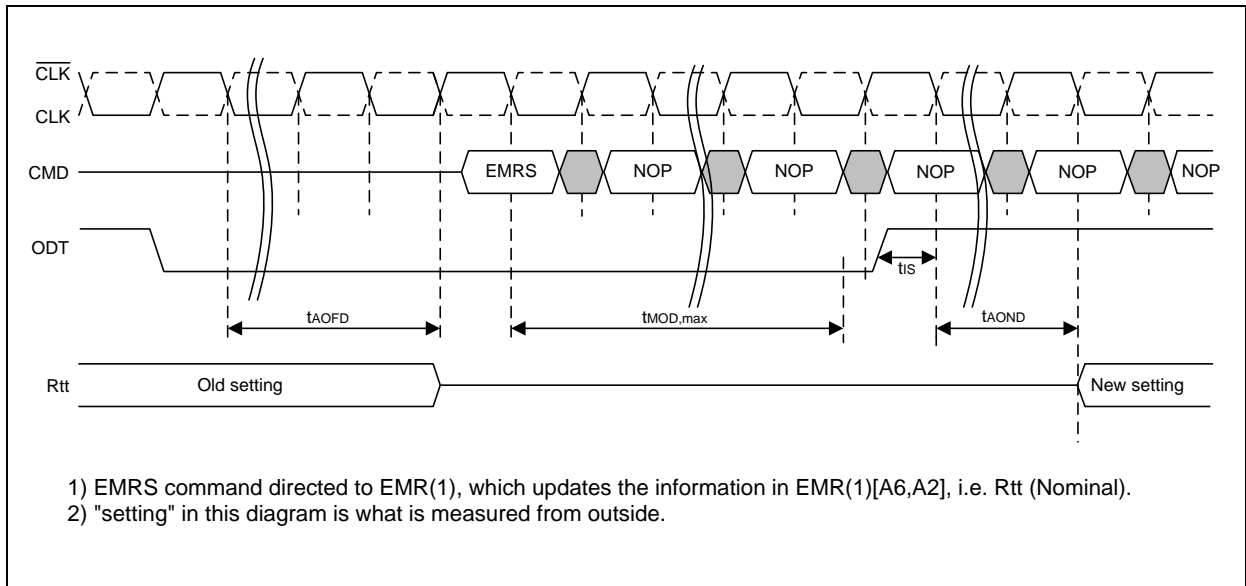 CLK
CLK
CMD
EMRS NOP NOP NOP NOP NOP
ODT
tIS
tAOFD tMOD,max tAOND
Rtt Old setting New setting
1) EMRS command directed to EMR(1), which updates the information in EMR(1)[A6,A2], i.e. Rtt (Nominal).
2) "setting" in this diagram is what is measured from outside.